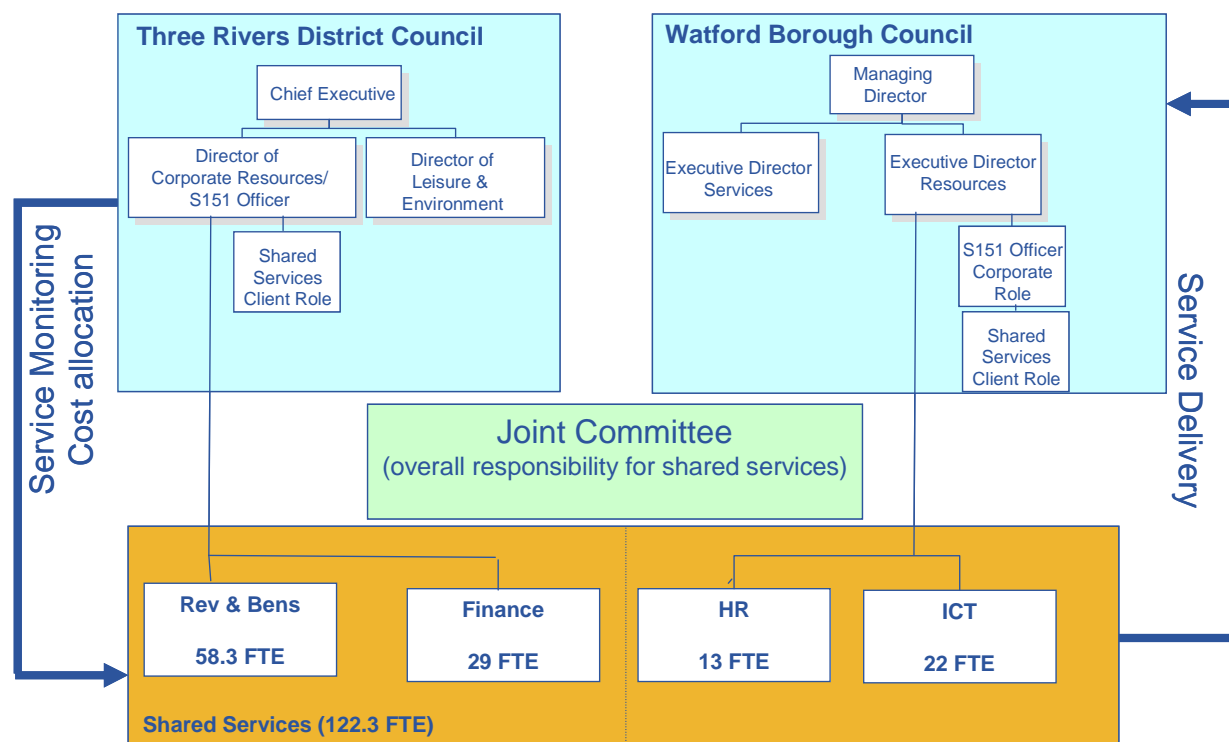 Three Rivers District Council
Chief Executive
Director of
Corporate Resources/
S151 Officer
Director of
Leisure &
Environment
Shared
Services
Client Role
Watford Borough Council
Managing
Director
Executive Director
Services
Executive Director
Resources
S151 Officer
Corporate
Role
Shared
Services
Client Role
Service Monitoring
Cost allocation
Service Delivery
Joint Committee
(overall responsibility for shared services)
Rev & Bens
58.3 FTE
Finance
29 FTE
HR
13 FTE
ICT
22 FTE
Shared Services (122.3 FTE)